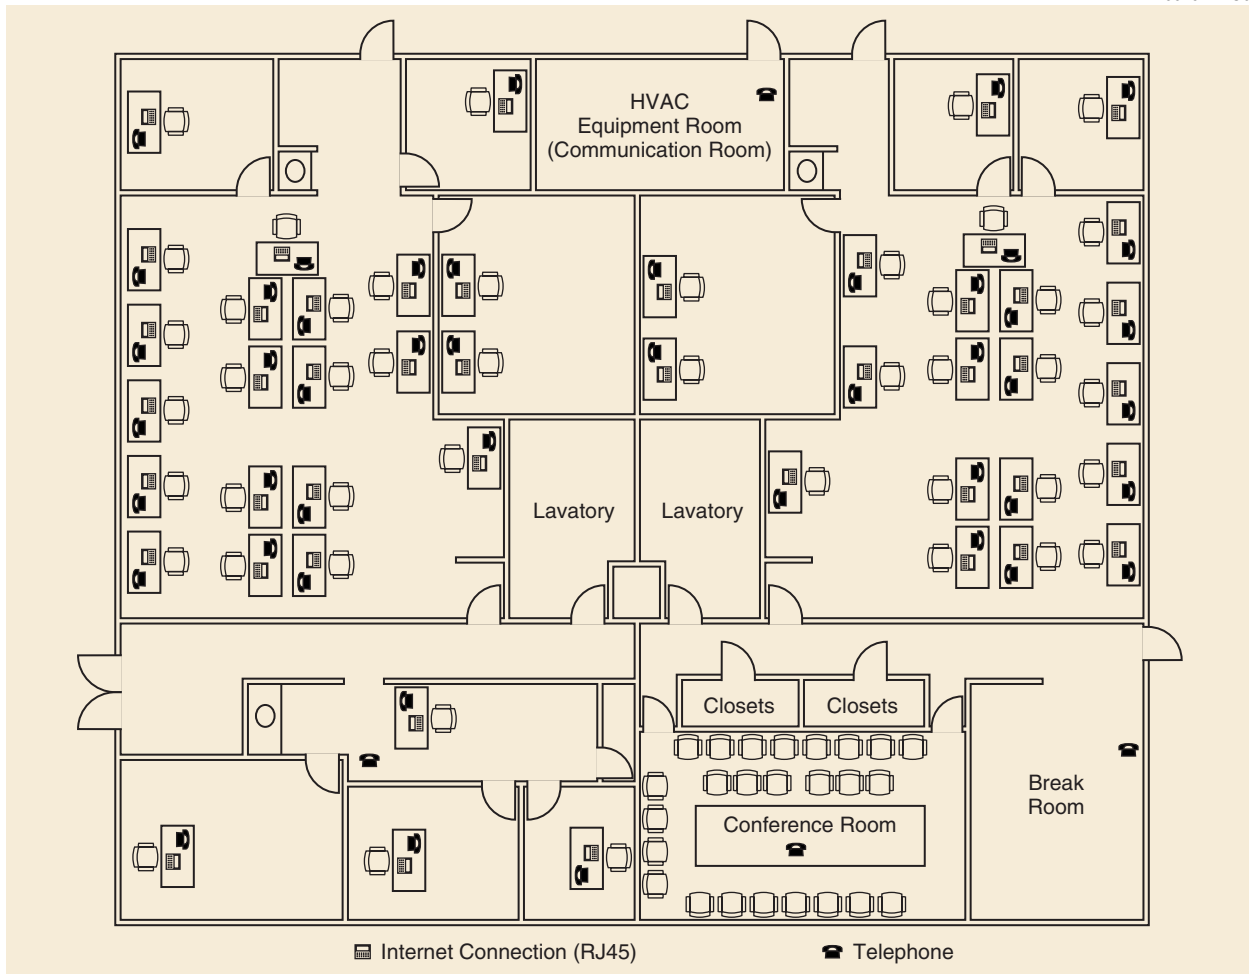 HVAC
Equipment Room
(Communication Room)
Lavatory
Lavatory
Closets
Closets
Conference Room
Break
Room
Internet Connection (RJ45)
Telephone